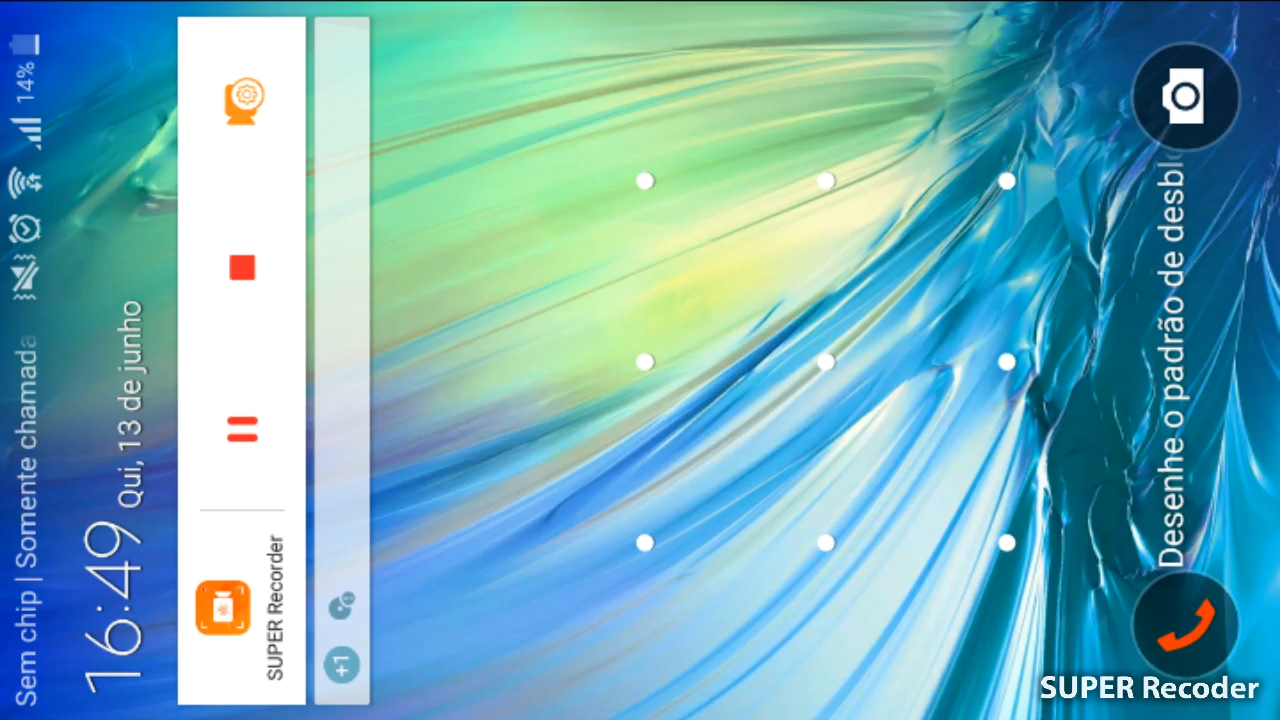 Sem chip | Somente chamada
14%
16:49 Qui, 13 de junho
SUPER Recorder
+1
Desenhe o padrão de desbl
SUPER Recoder